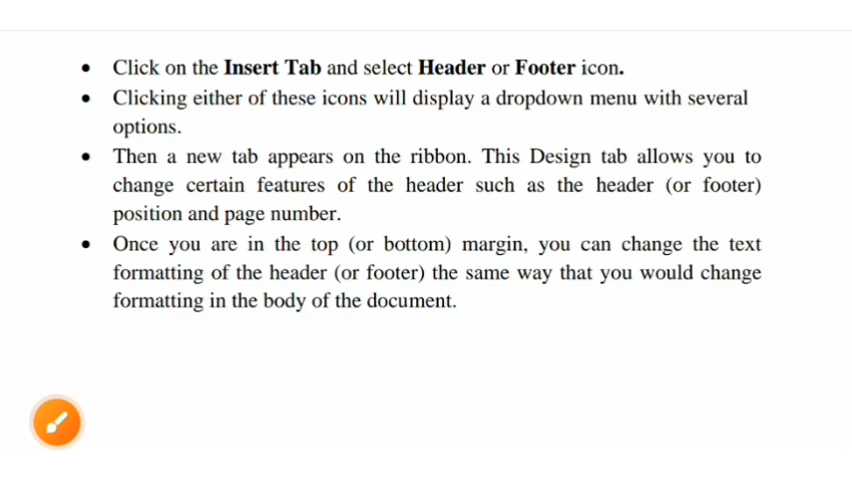 • Click on the Insert Tab and select Header or Footer icon.
• Clicking either of these icons will display a dropdown menu with several
options.
• Then a new tab appears on the ribbon. This Design tab allows you to
change certain features of the header such as the header (or footer)
position and page number.
• Once you are in the top (or bottom) margin, you can change the text
formatting of the header (or footer) the same way that you would change
formatting in the body of the document.